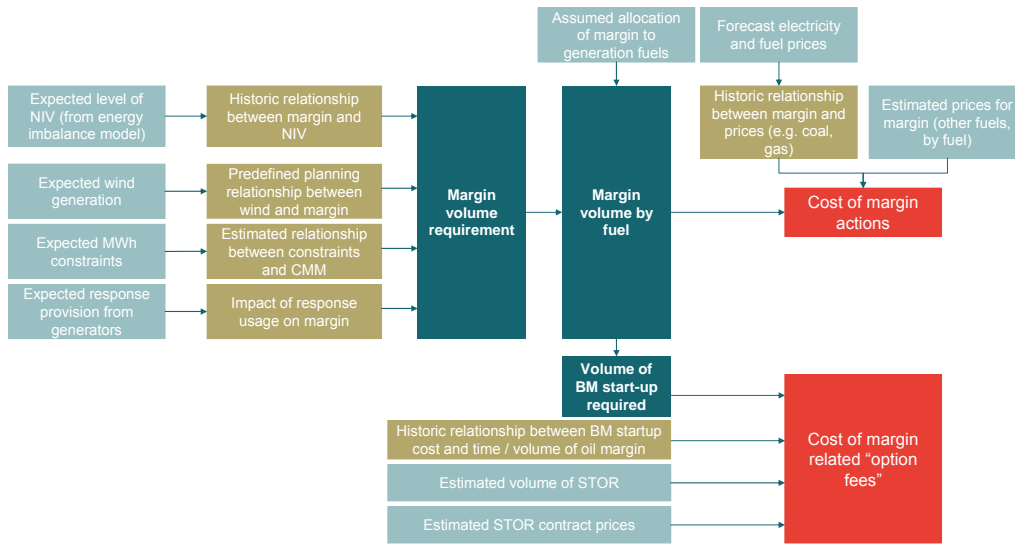 Assumed allocation
of margin to
generation fuels
Forecast electricity
and fuel prices
Expected level of
NIV (from energy
imbalance model)
Historic relationship
between margin and
NIV
Historic relationship
between margin and
prices (e.g. coal,
gas)
Estimated prices for
margin (other fuels,
by fuel)
Expected wind
generation
Predefined planning
relationship between
wind and margin
Margin
volume
requirement
Margin
volume by
fuel
Cost of margin
actions
Expected MWh
constraints
Estimated relationship
between constraints
and CMM
Expected response
provision from
generators
Impact of response
usage on margin
Volume of
BM start-up
required
Historic relationship between BM startup
cost and time / volume of oil margin
Cost of margin
related “option
fees”
Estimated volume of STOR
Estimated STOR contract prices